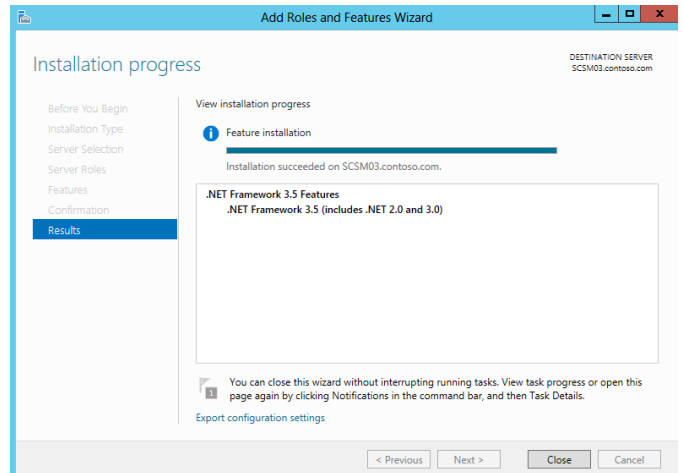 Add Roles and Features Wizard
Installation progress
DESTINATION SERVER
SCSM03.contoso.com
Before You Begin
Installation Type
Server Selection
Server Roles
Features
Confirmation
Results
View installation progress
Feature installation
Installation succeeded on SCSM03.contoso.com.
.NET Framework 3.5 Features
.NET Framework 3.5 (includes .NET 2.0 and 3.0)
1
You can close this wizard without interrupting running tasks. View task progress or open this
page again by clicking Notifications in the command bar, and then Task Details.
Export configuration settings
< Previous
Next >
Close
Cancel